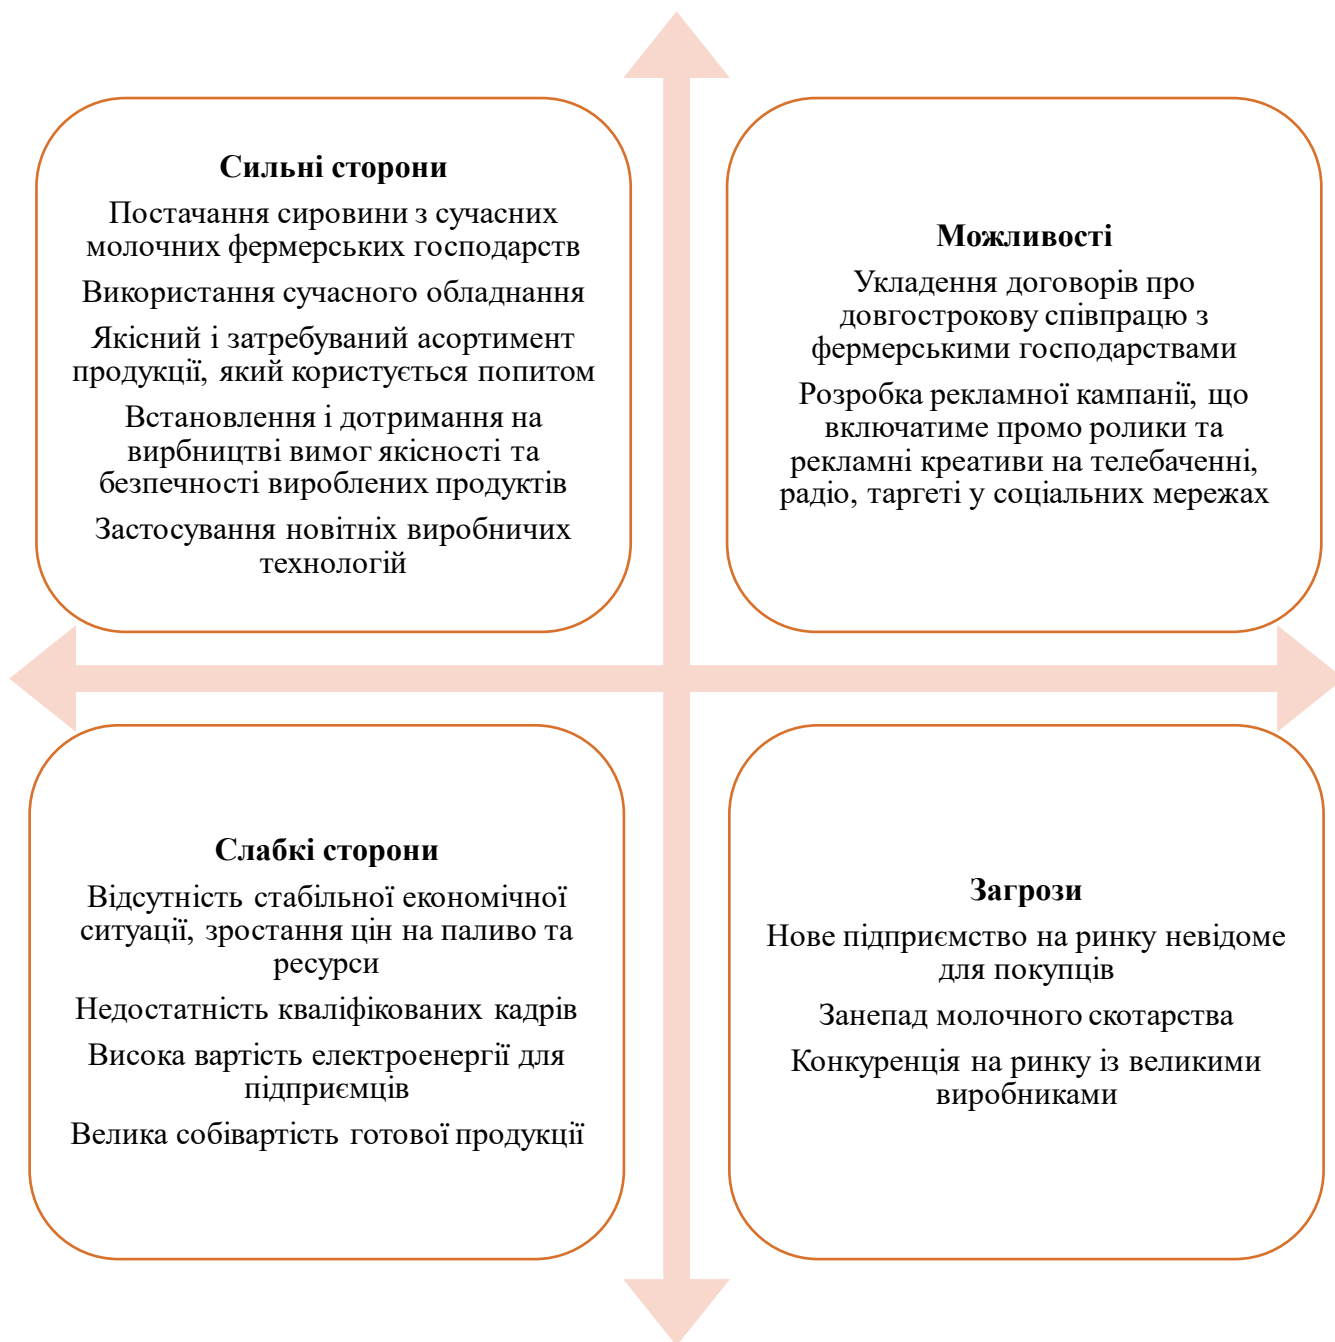 Сильні сторони
Постачання сировини з сучасних
молочних фермерських господарств
Використання сучасного обладнання
Якісний і затребуваний асортимент
продукції, який користується попитом
Встановлення і дотримання на
вирбництві вимог якісності та
безпечності вироблених продуктів
Застосування новітніх виробничих
технологій
Можливості
Укладення договорів про
довгострокову співпрацю з
фермерськими господарствами
Розробка рекламної кампанії, що
включатиме промо ролики та
рекламні креативи на телебаченні,
радіо, таргеті у соціальних мережах
Слабкі сторони
Відсутність стабільної економічної
ситуації, зростання цін на паливо та
ресурси
Недостатність кваліфікованих кадрів
Висока вартість електроенергії для
підприємців
Велика собівартість готової продукції
Загрози
Нове підприємство на ринку невідоме
для покупців
Занепад молочного скотарства
Конкуренція на ринку із великими
виробниками